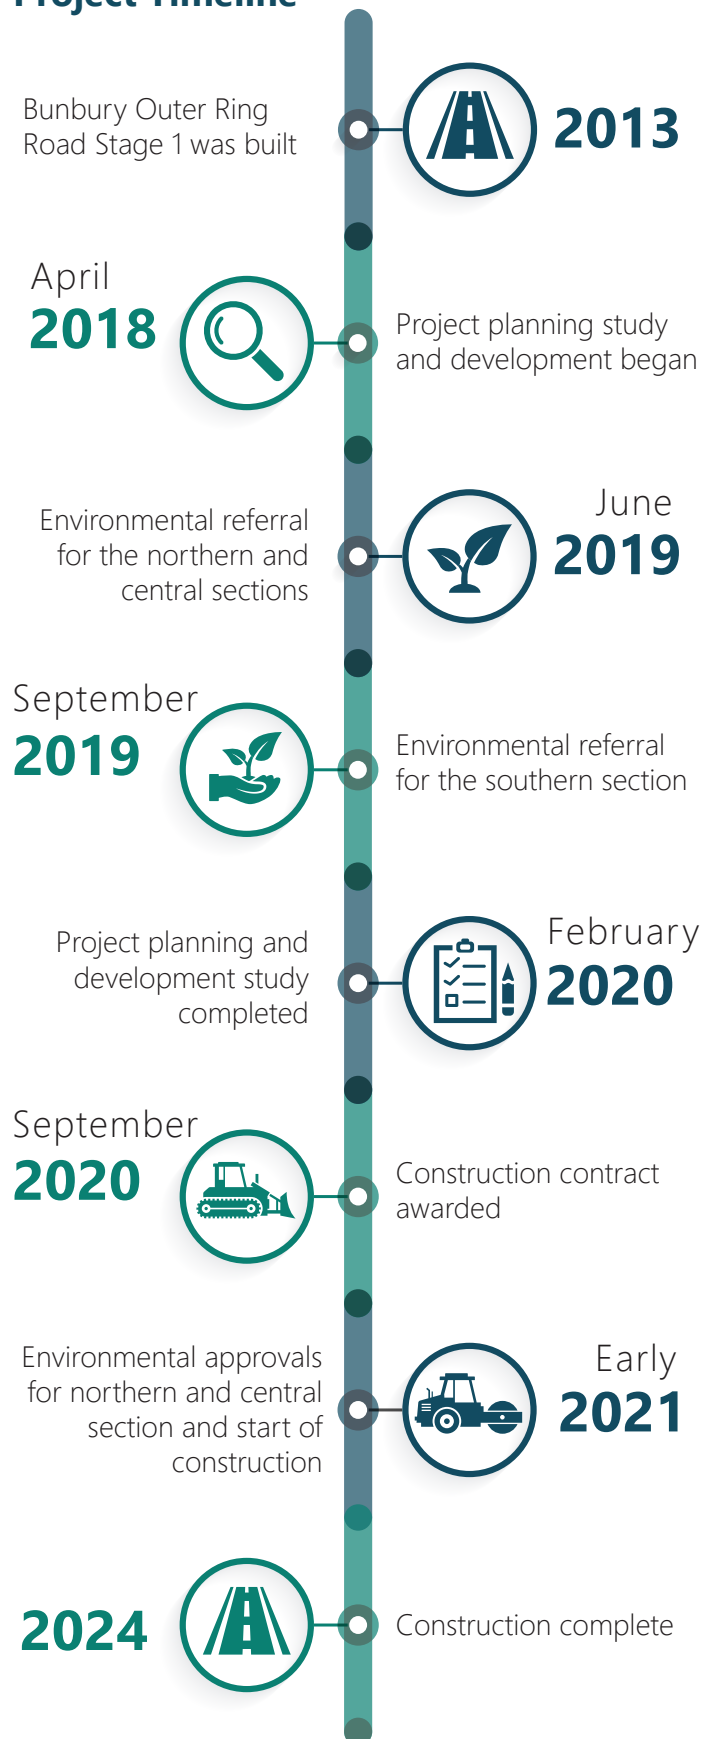 Project Timeline
Bunbury Outer Ring
Road Stage 1 was built
2013
April
2018
Project planning study
and development began
Environmental referral
for the northern and
central sections
June
2019
September
2019
Environmental referral
for the southern section
Project planning and
development study
completed
February
2020
September
2020
Construction contract
awarded
Environmental approvals
for northern and central
section and start of
construction
Early
2021
2024
Construction complete